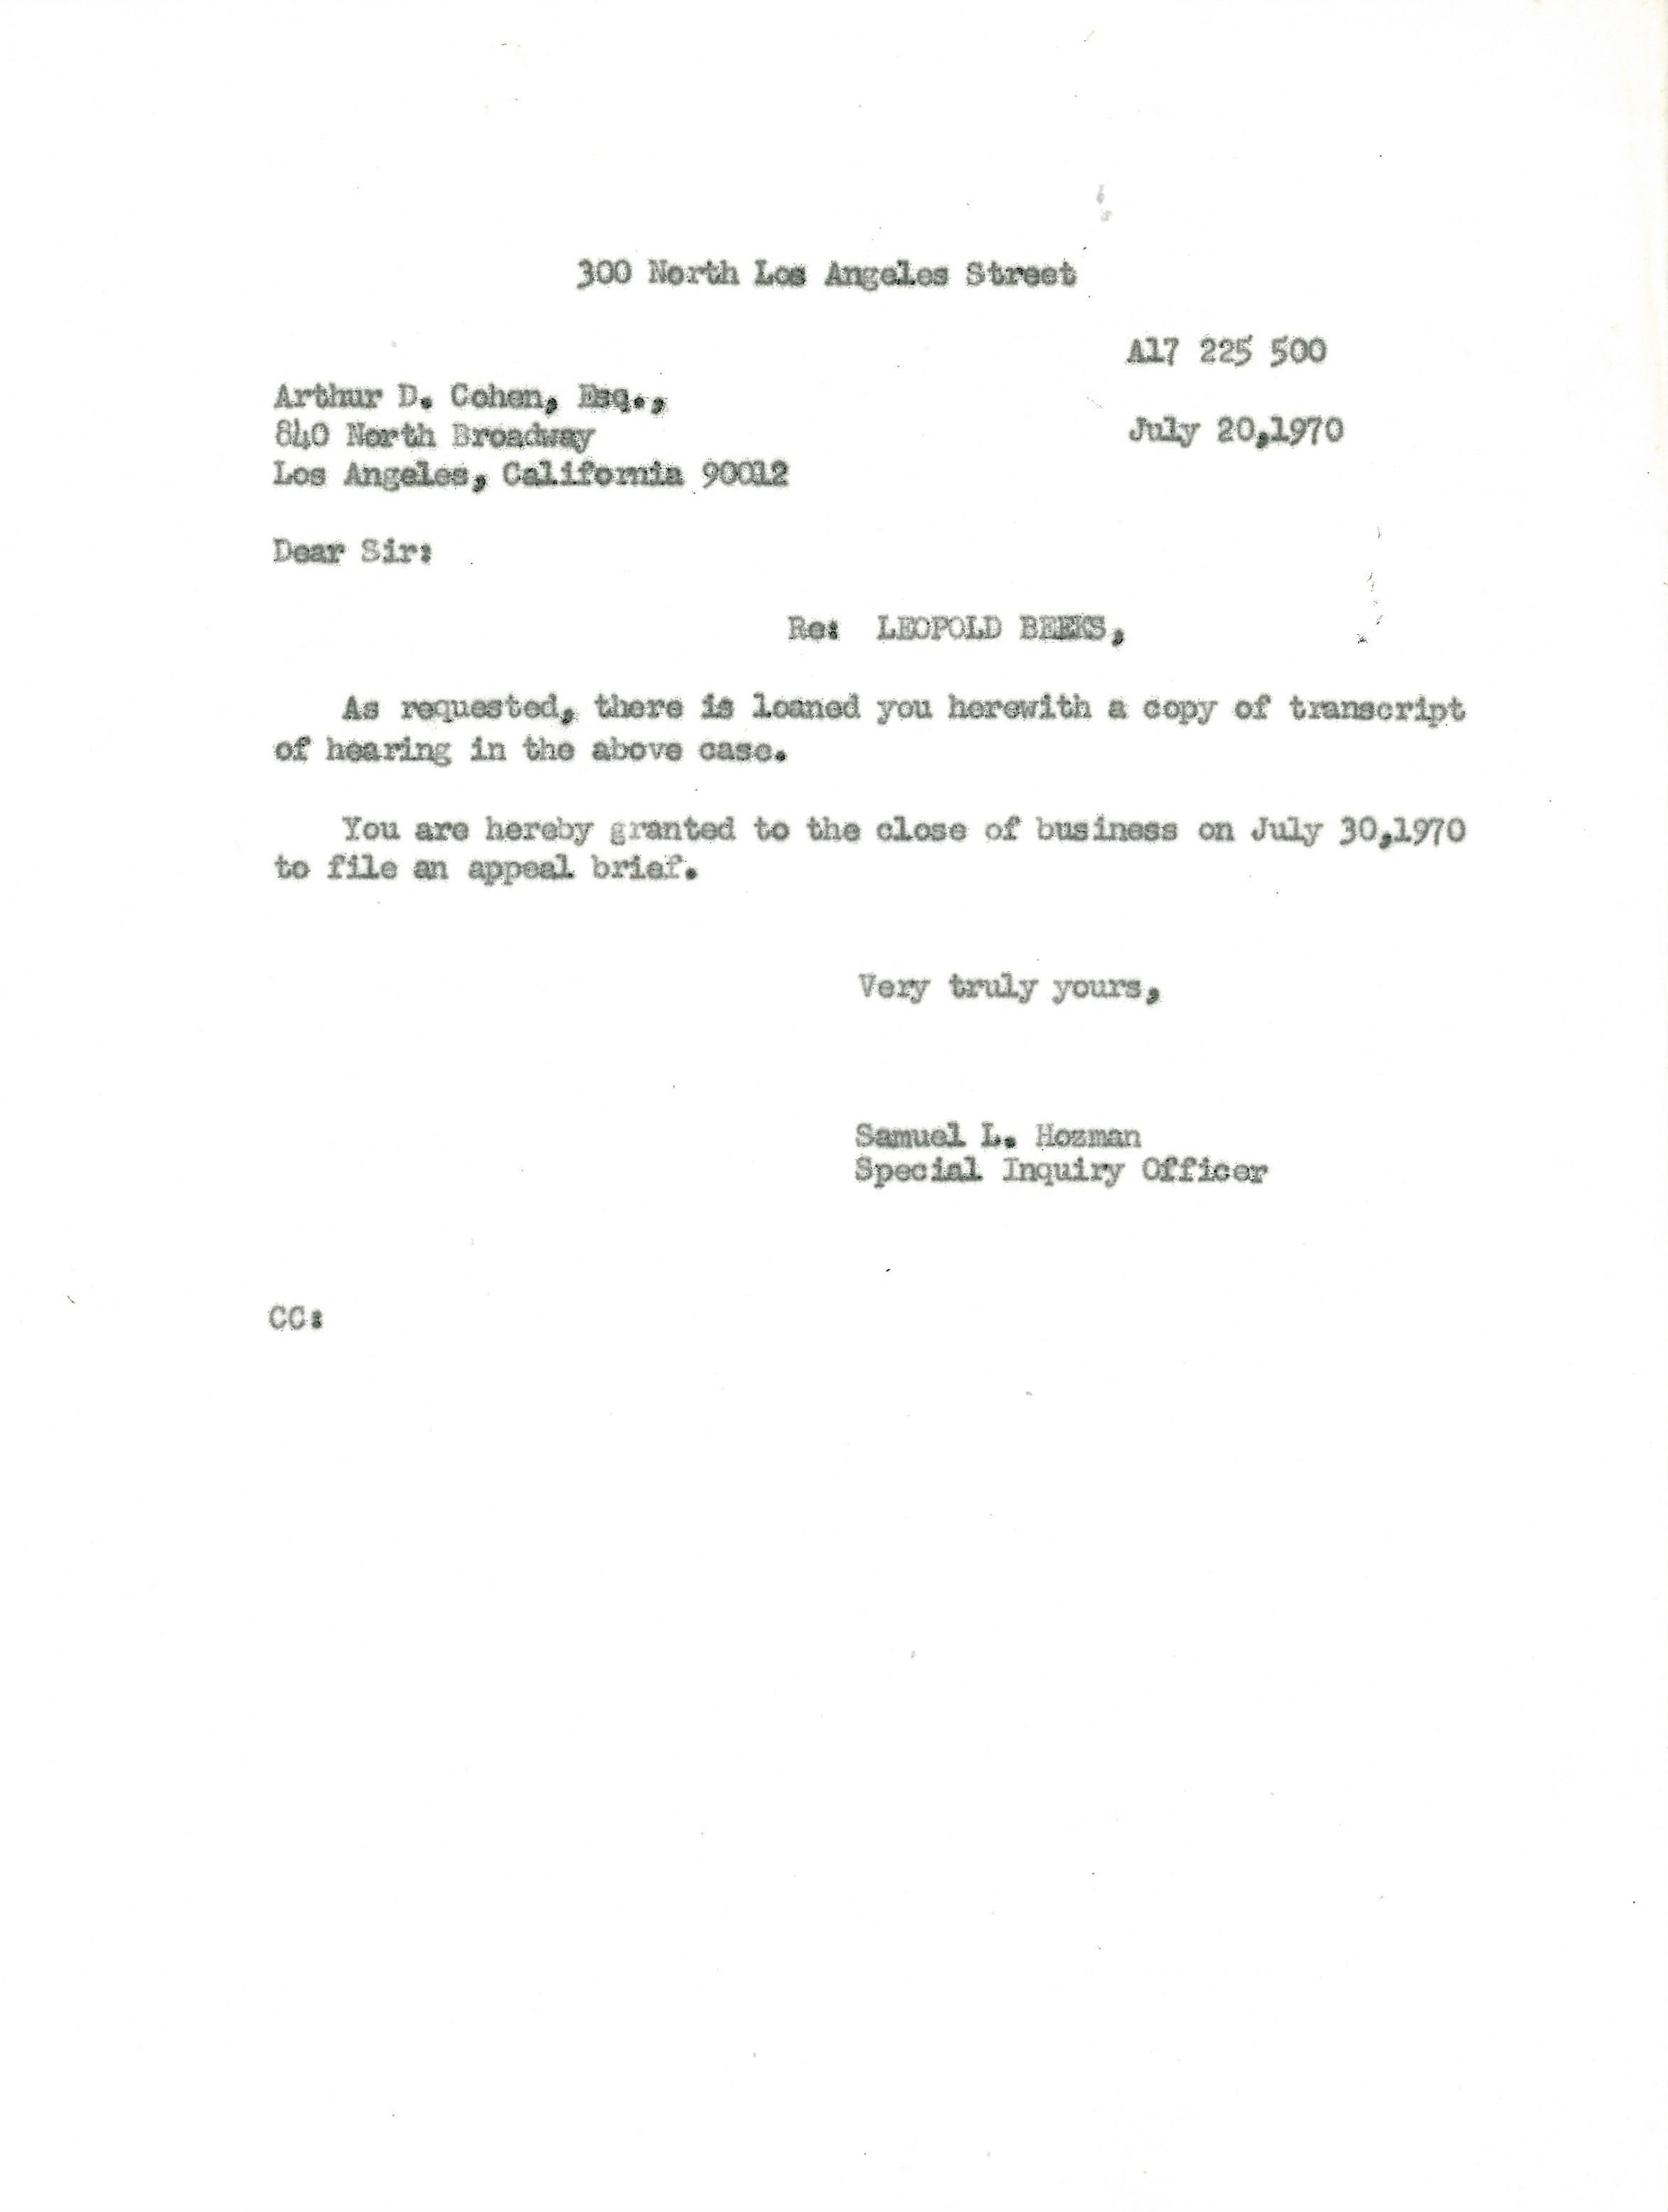 300 North Los Angeles Street
A17 225 500
Arthur D. Cohen, Esq.,
840 North Broadway
July 20,1970
Los Angeles, California 90012
Dear Sir:
Re: LEOPOLD BEEKS,
As requested, there is loaned you herewith a copy of transcript
of hearing in the above case.
You are hereby granted to the close of business on July 30,1970
to file an appeal brief.
Very truly yours,
Samuel L. Hozman
Special Inquiry Officer
CC: